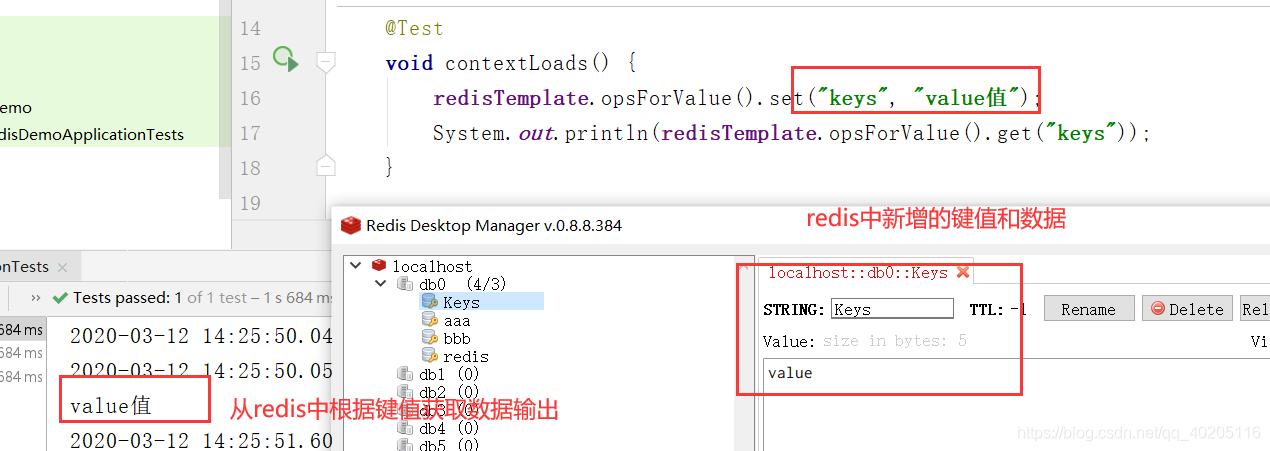 14
@Test
15
void contextLoads() {
16
redisTemplate.opsForValue().set("keys", "value值");
17
System.out.println(redisTemplate.opsForValue().get("keys"));
18
}
19
emo
disDemoApplicationTests
redis中新增的键值和数据
Redis Desktop Manager v.0.8.8.384
onTests
localhost
db0 (4/3)
Keys
aaa
bbb
redis
db1 (0)
db2 (0)
db3 (0)
db4 (0)
db5 (0)
localhost::db0::Keys
STRING: Keys TTL: -1 Rename Delete Rel
Value: size in bytes: 5 Vi
value
Tests passed: 1 of 1 test – 1 s 684 ms
684 ms
684 ms
684 ms
2020-03-12 14:25:50.04
2020-03-12 14:25:50.05
value值
2020-03-12 14:25:51.60
从redis中根据键值获取数据输出
https://blog.csdn.net/qq_40205116